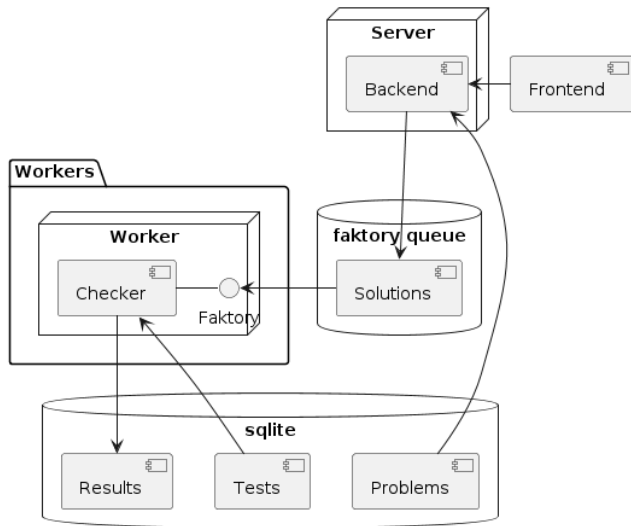 Server
Backend
Frontend
Workers
Worker
faktory queue
Checker
Solutions
Faktory
sqlite
Results
Tests
Problems